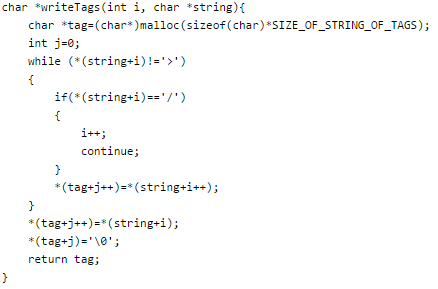 char *writeTags(int i, char *string){
    char *tag=(char*)malloc(sizeof(char)*SIZE_OF_STRING_OF_TAGS);
    int j=0;
    while (*(string+i)!='>')
    {
        if(*(string+i)=='/')
        {
            i++;
            continue;
        }
        *(tag+j++)=*(string+i++);
    }
    *(tag+j++)=*(string+i);
    *(tag+j)='\0';
    return tag;
}